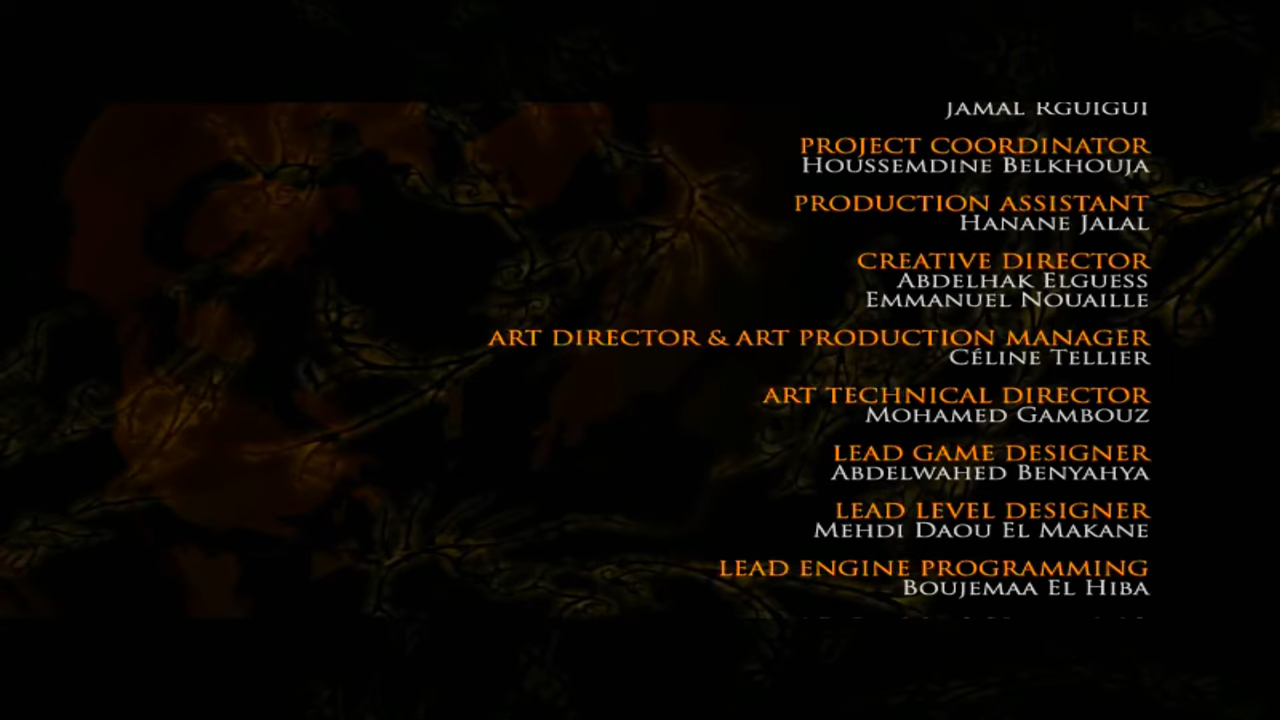 JAMAL RGUIGUI
PROJECT COORDINATOR
HOUSSEMDINE BELKHOUJA
PRODUCTION ASSISTANT
HANANE JALAL
CREATIVE DIRECTOR
ABDELHAK ELGUESS
EMMANUEL NOUAILLE
ART DIRECTOR & ART PRODUCTION MANAGER
CÉLINE TELLIER
ART TECHNICAL DIRECTOR
MOHAMED GAMBOUZ
LEAD GAME DESIGNER
ABDELWAHED BENYAHYA
LEAD LEVEL DESIGNER
MEHDI DAOU EL MAKANE
LEAD ENGINE PROGRAMMING
BOUJEMAA EL HIBA